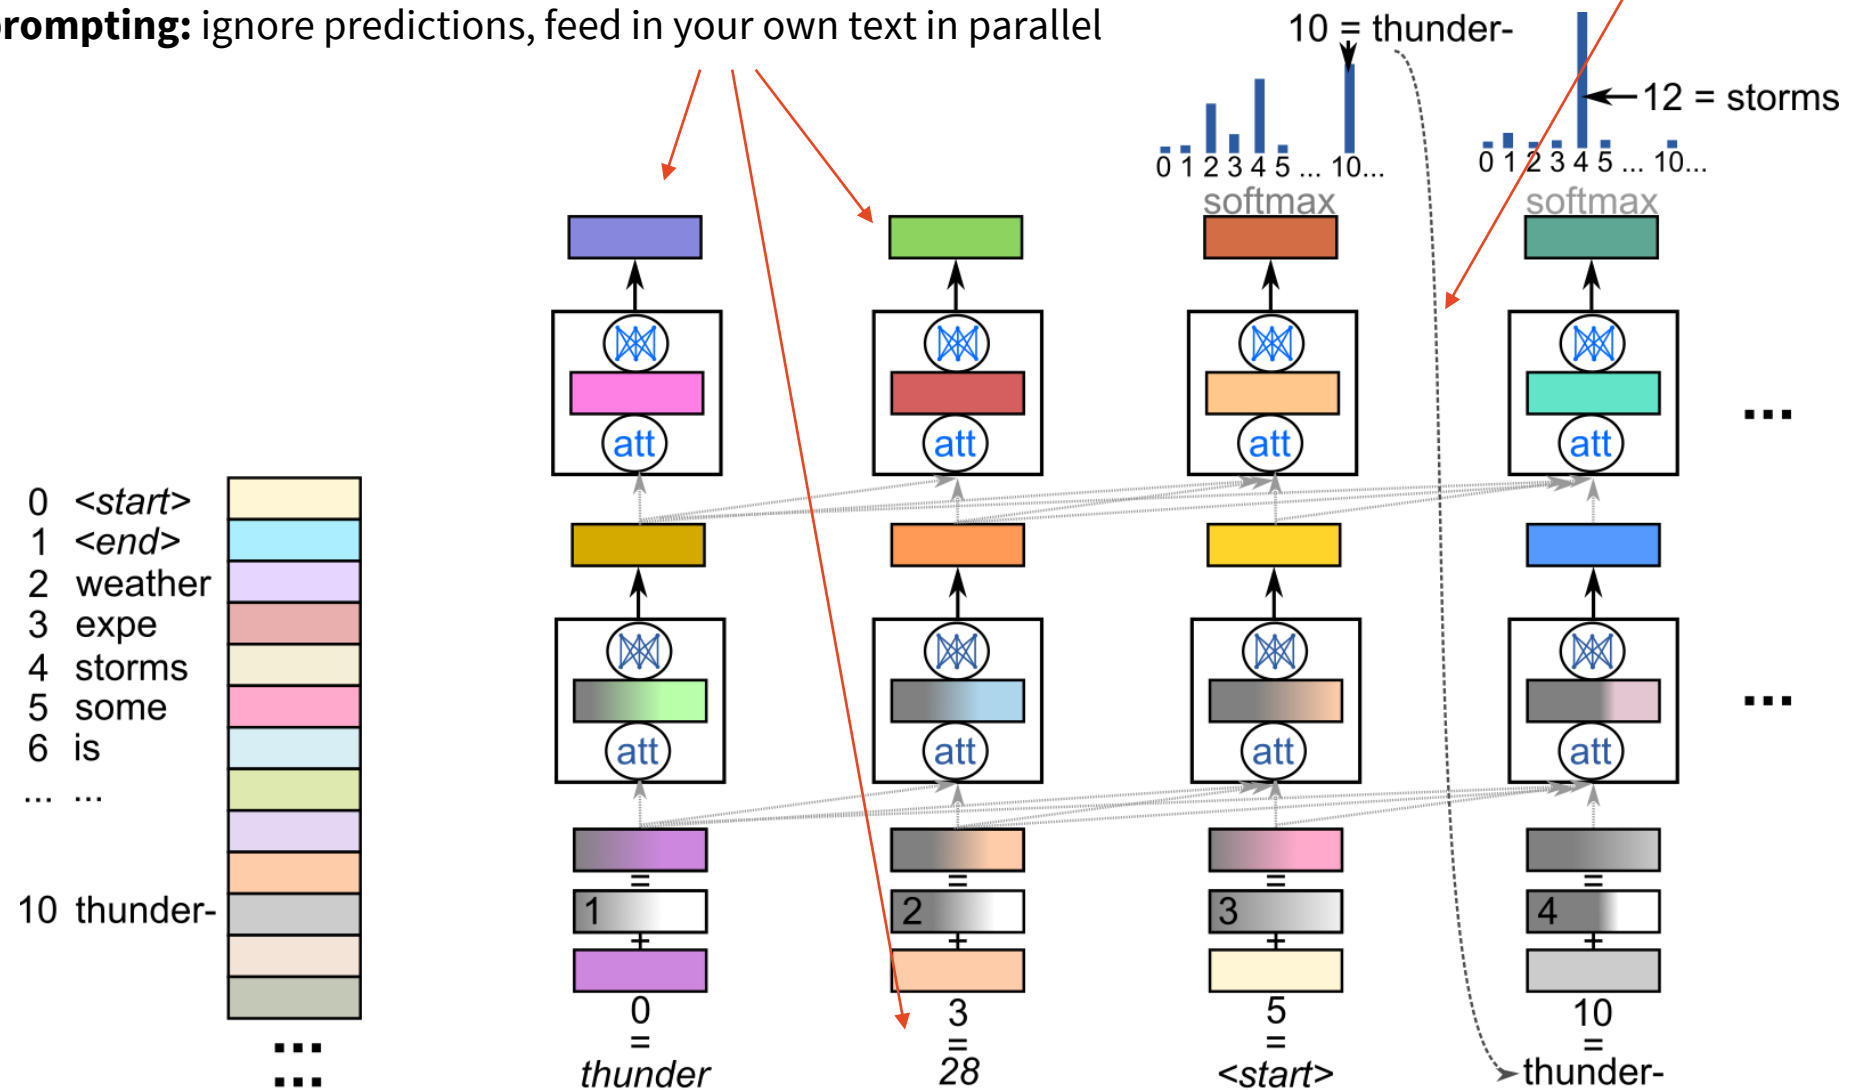 rompting: ignore predictions, feed in your own text in parallel
10 = thunder-
12 = storms
0 1 2 3 4 5 ... 10...
0 1 2 3 4 5 ... 10...
softmax
softmax
att
att
att
att
...
0 <start>
1 <end>
2 weather
3 expe
4 storms
5 some
6 is
... ...
10 thunder-
...
...
att
att
att
att
...
=
=
=
=
1
2
3
4
+
+
+
+
0
3
5
10
=
=
=
=
thunder
28
<start>
thunder-